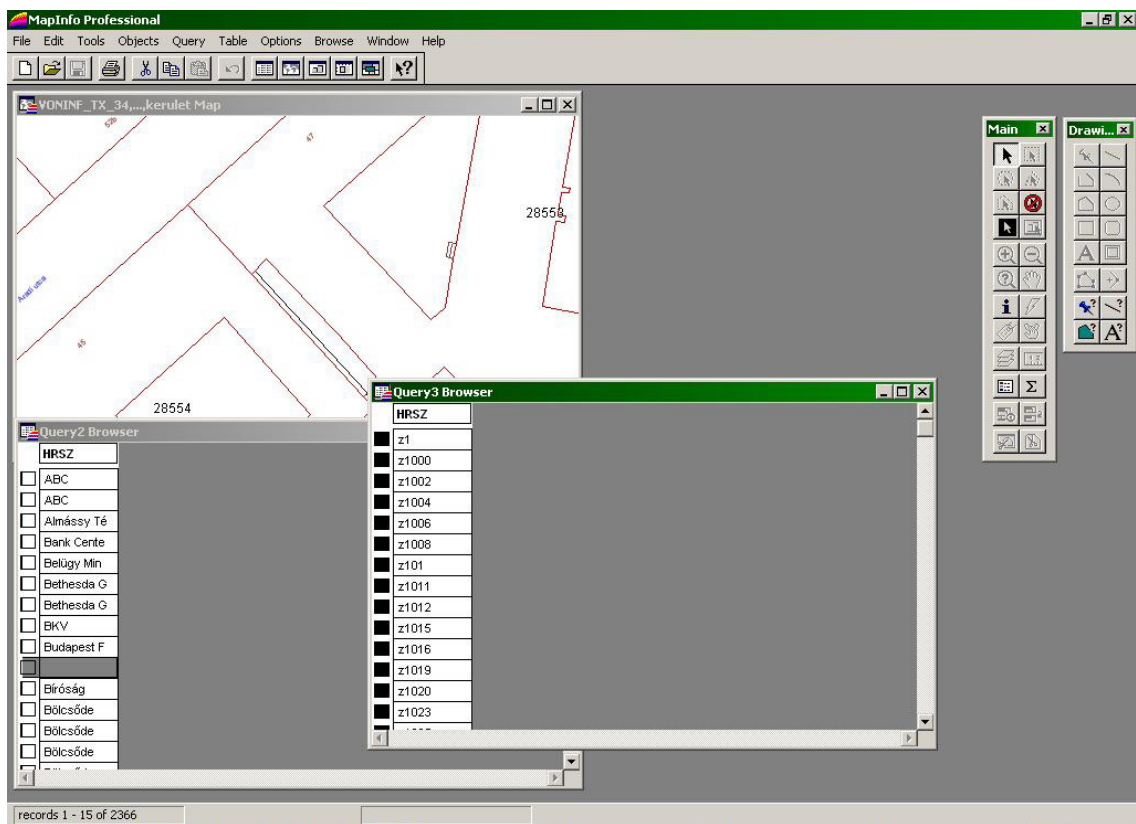 MapInfo Professional
File Edit Tools Objects Query Table Options Browse Window Help
VONINF_TX_34,...,kerulet Map
52b
47
28558
Aradi utca
45
28554
Main
Drawi...
Query2 Browser
HRSZ
ABC
ABC
Almássy Té
Bank Cente
Belügy Min
Bethesda G
Bethesda G
BKV
Budapest F
Bíróság
Bölcsőde
Bölcsőde
Bölcsőde
Query3 Browser
HRSZ
z1
z1000
z1002
z1004
z1006
z1008
z101
z1011
z1012
z1015
z1016
z1019
z1020
z1023
records 1 - 15 of 2366